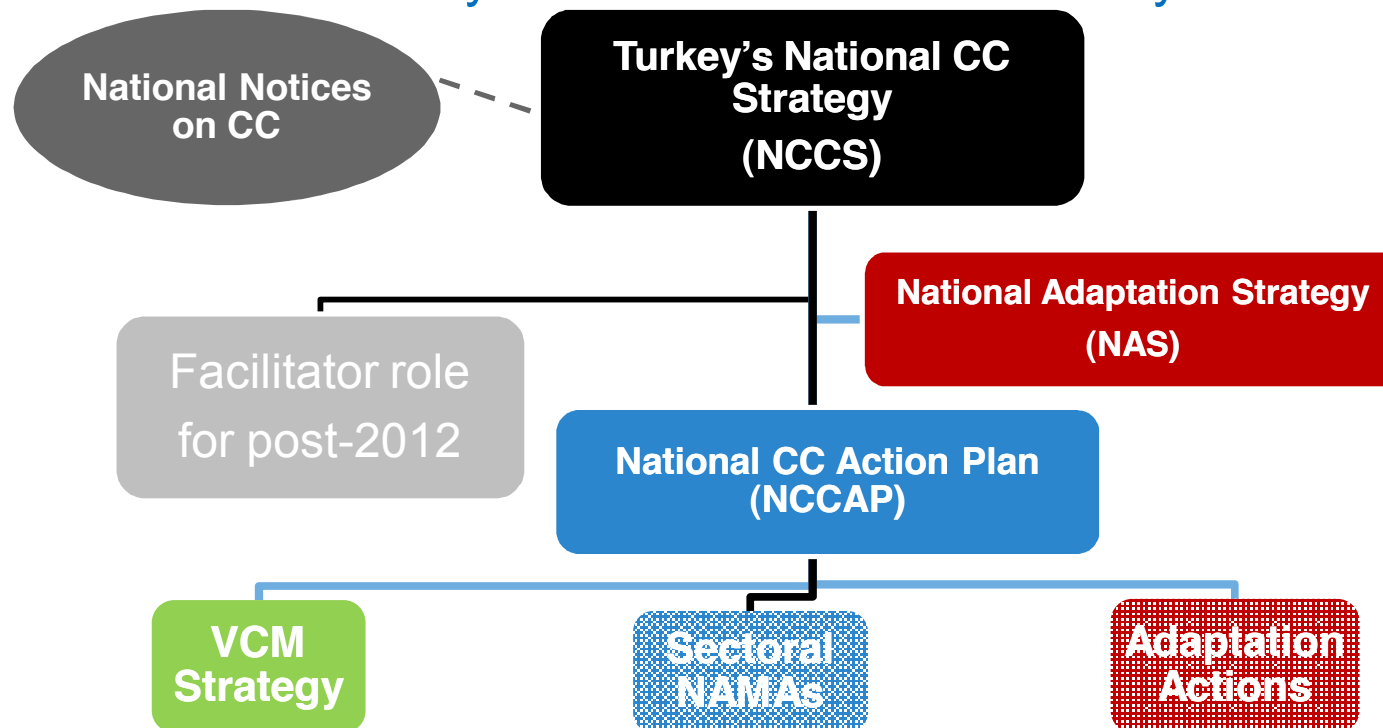 National Notices
on CC
Turkey’s National CC
Strategy
(NCCS)
National Adaptation Strategy
(NAS)
Facilitator role
for post-2012
National CC Action Plan
(NCCAP)
VCM
Strategy
Sectoral
NAMAs
Adaptation
Actions